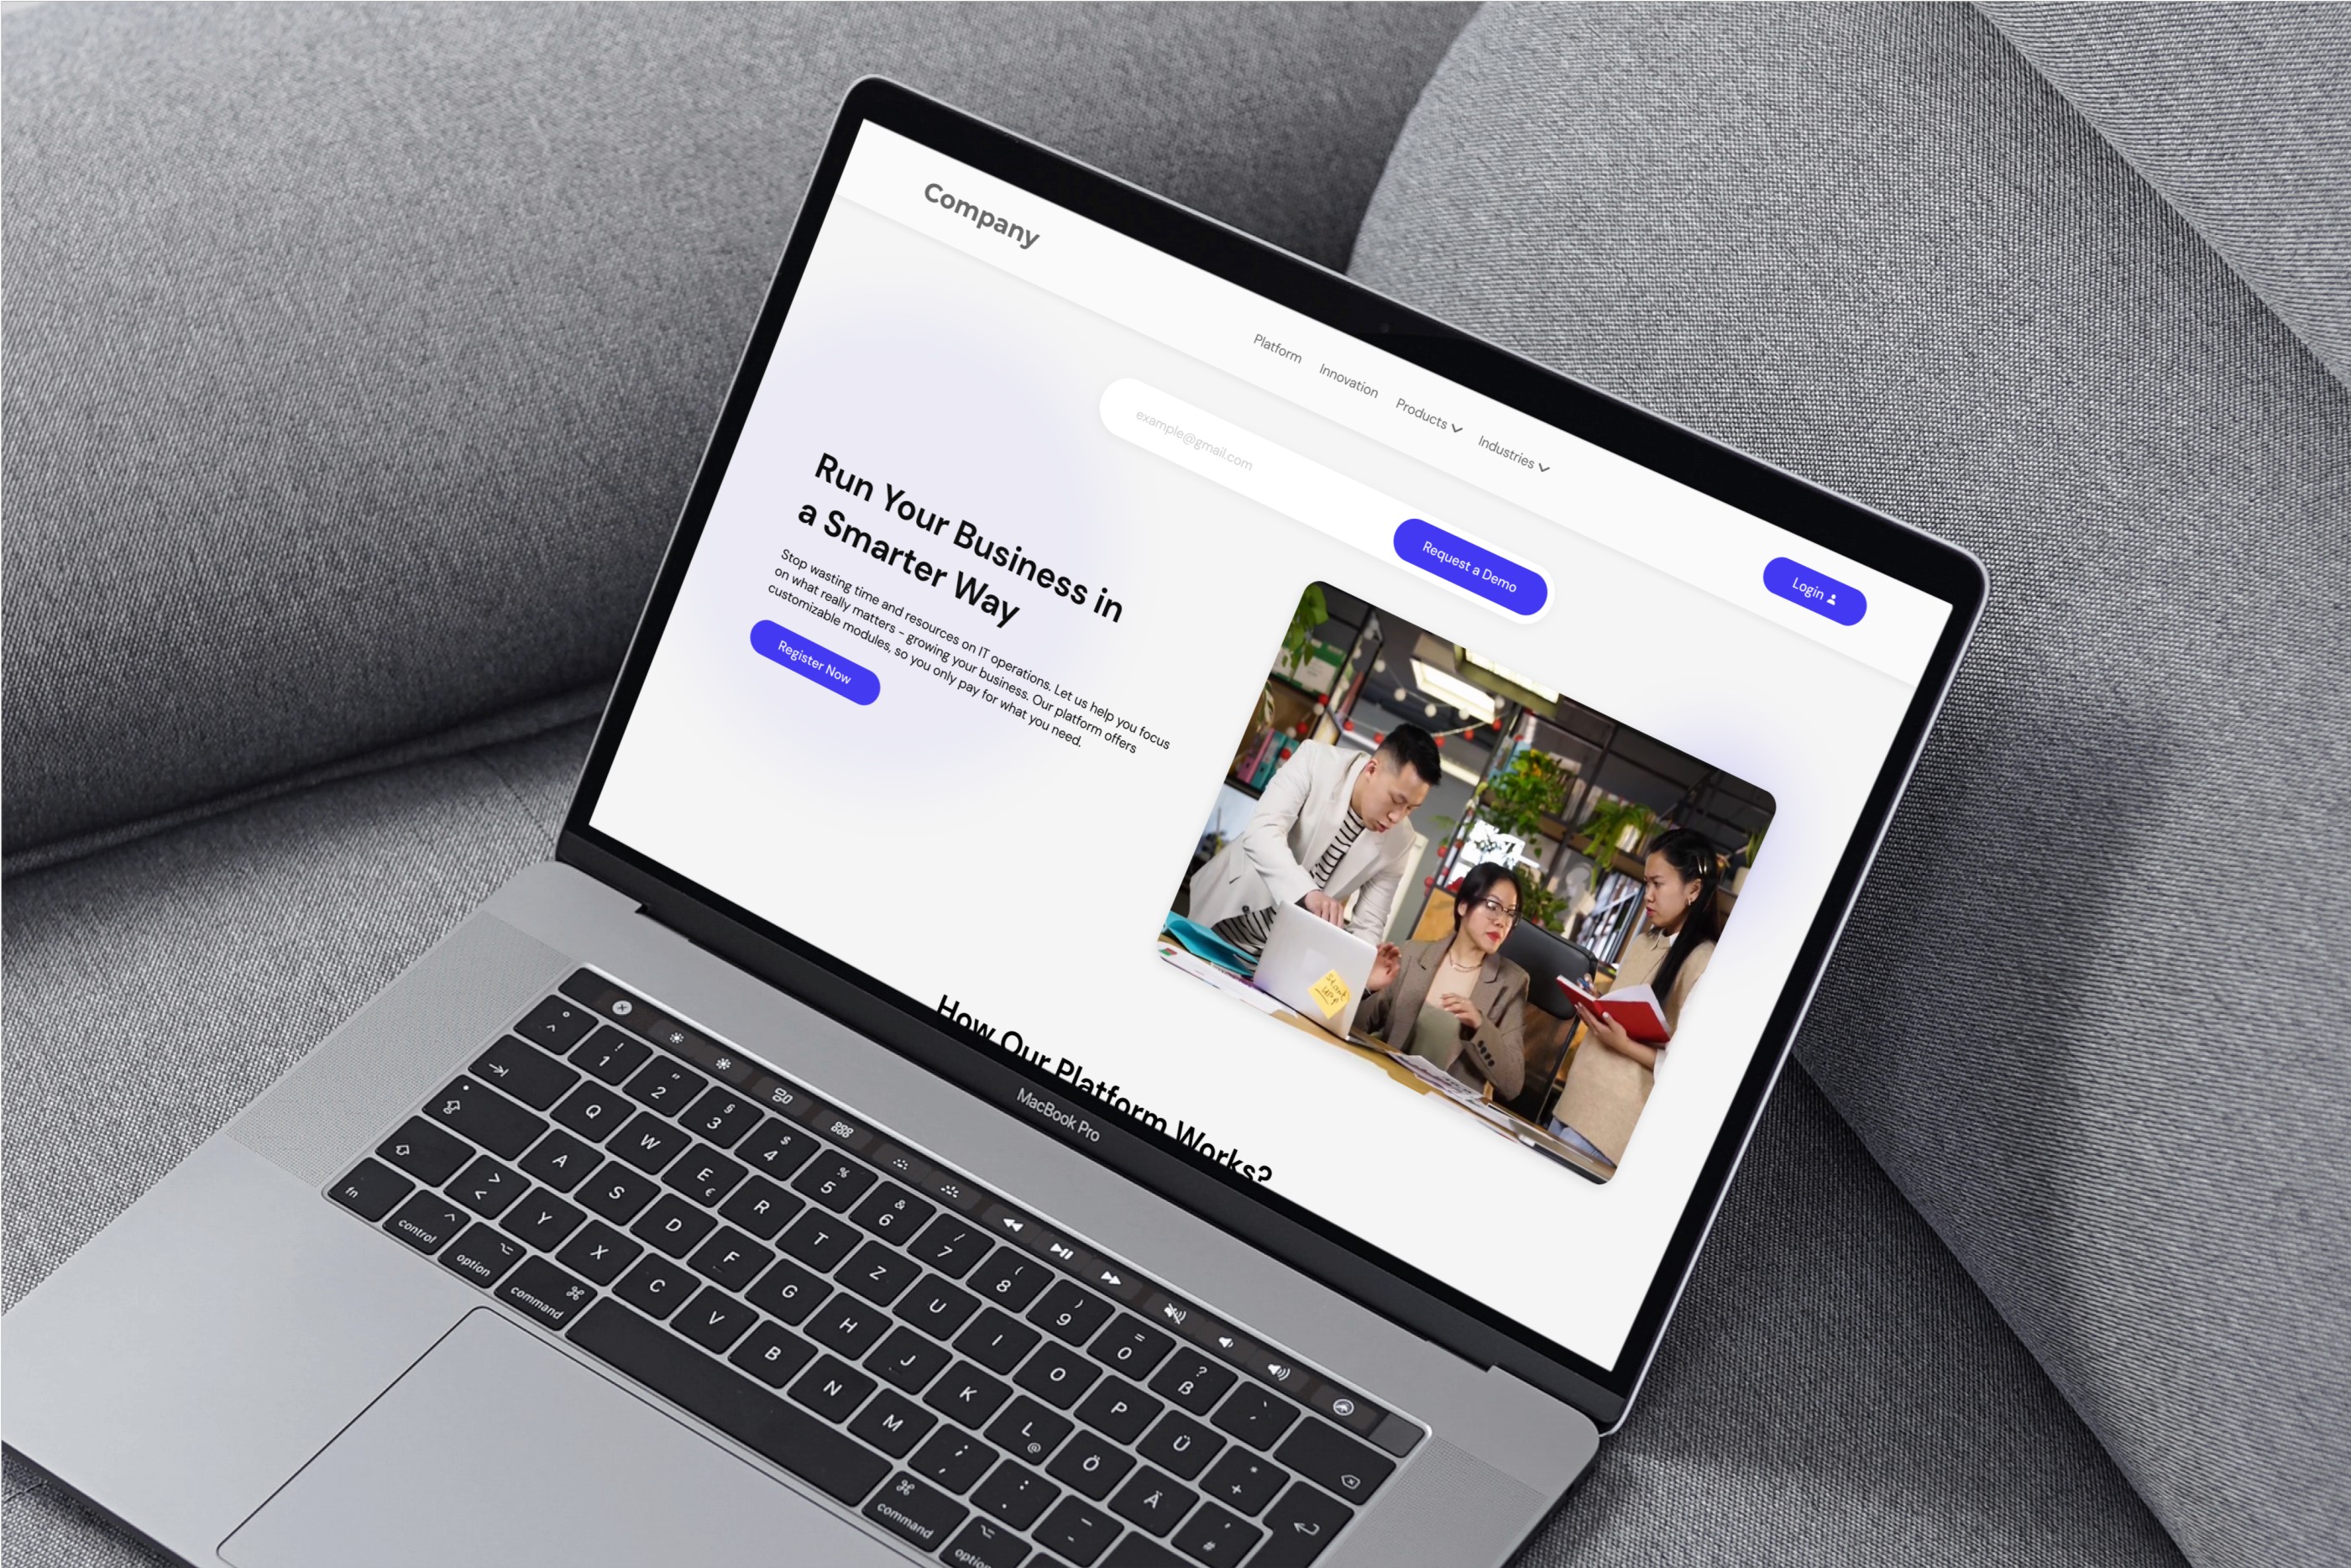 Company
Platform
Innovation
Products
Industries
Login
example@gmail.com
Request a Demo
Run Your Business in
a Smarter Way
Stop wasting time and resources on IT operations. Let us help you focus
on what really matters - growing your business. Our platform offers
customizable modules, so you only pay for what you need.
Register Now
Start
up
How Our Platform Works?
MacBook Pro
^ °
1 !
2 "
3 §
4 $
5 %
6 &
7 /
8 (
9 )
0 =
ß ?
´ `
Q W E € R T Z U I O P Ü + *
A S D F G H J K L @ Ö Ä # '
< > Y X C V B N M , ; . : - _
fn
control ^
option
command ⌘
command ⌘
option